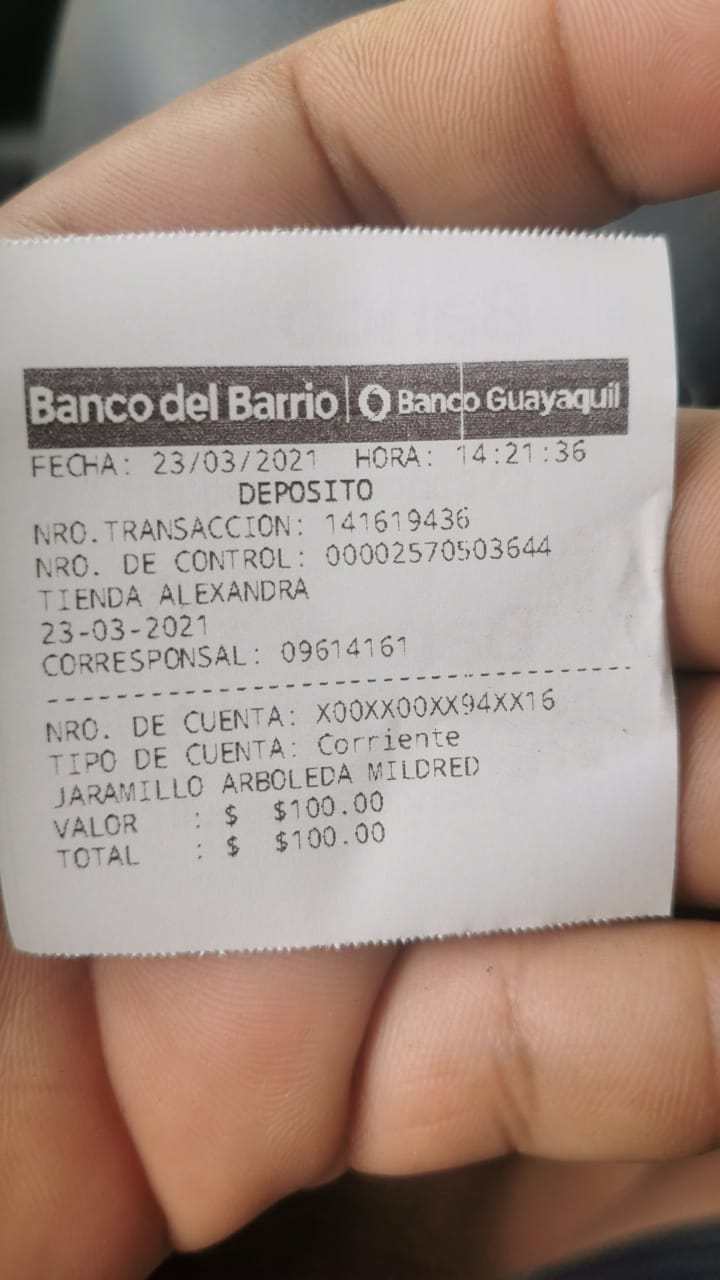 Banco del Barrio | Banco Guayaquil
FECHA: 23/03/2021 HORA: 14:21:36
DEPOSITO
NRO.TRANSACCION: 141619436
NRO. DE CONTROL: 00002570503644
TIENDA ALEXANDRA
23-03-2021
CORRESPONSAL: 09614161
NRO. DE CUENTA: X00XX00XX94XX16
TIPO DE CUENTA: Corriente
JARAMILLO ARBOLEDA MILDRED
VALOR : $ $100.00
TOTAL : $ $100.00